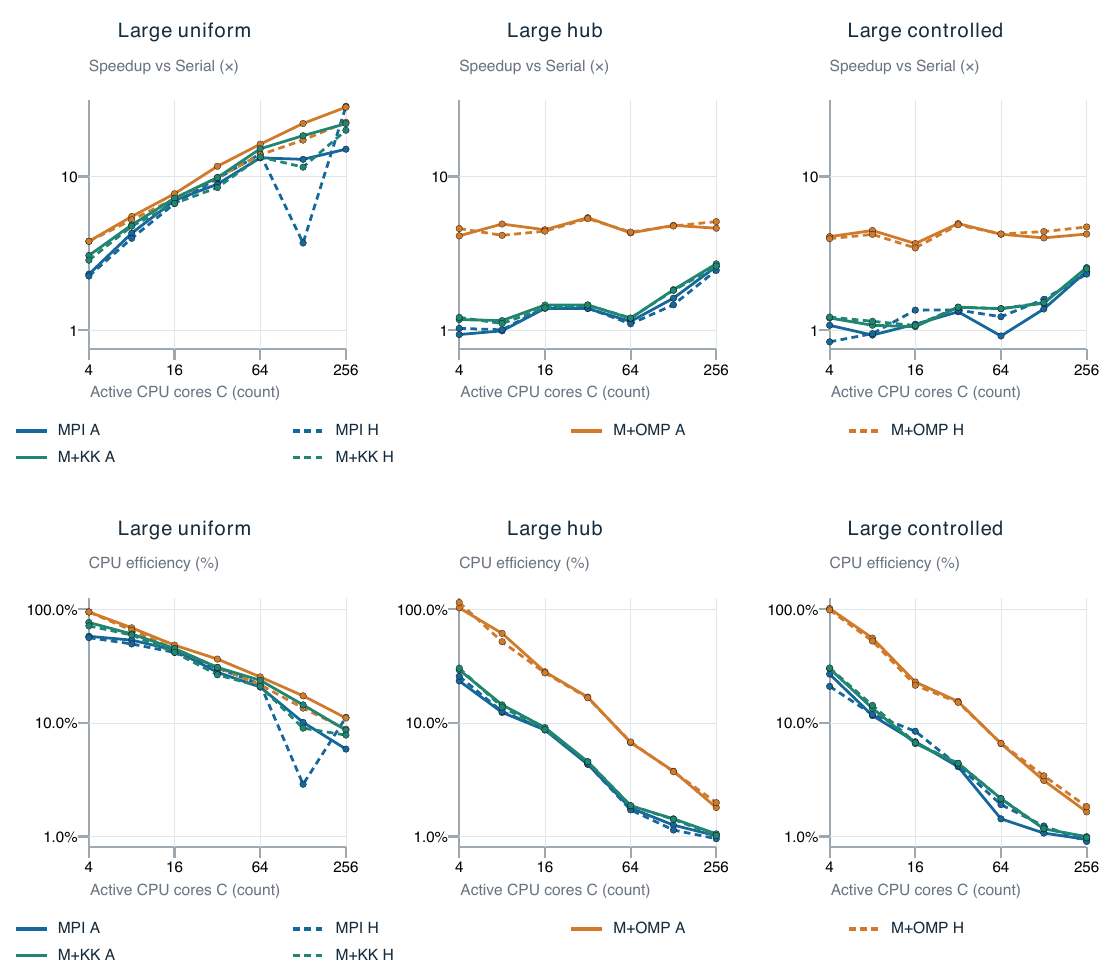 Large uniform Large hub Large controlled
Speedup vs Serial (×) Speedup vs Serial (×) Speedup vs Serial (×)
10 10 10
1 1 1
4 16 64 256 4 16 64 256 4 16 64 256
Active CPU cores C (count) Active CPU cores C (count) Active CPU cores C (count)
MPI A MPI H M+OMP A M+OMP H
M+KK A M+KK H
Large uniform Large hub Large controlled
CPU efficiency (%) CPU efficiency (%) CPU efficiency (%)
100.0% 100.0% 100.0%
10.0% 10.0% 10.0%
1.0% 1.0% 1.0%
4 16 64 256 4 16 64 256 4 16 64 256
Active CPU cores C (count) Active CPU cores C (count) Active CPU cores C (count)
MPI A MPI H M+OMP A M+OMP H
M+KK A M+KK H